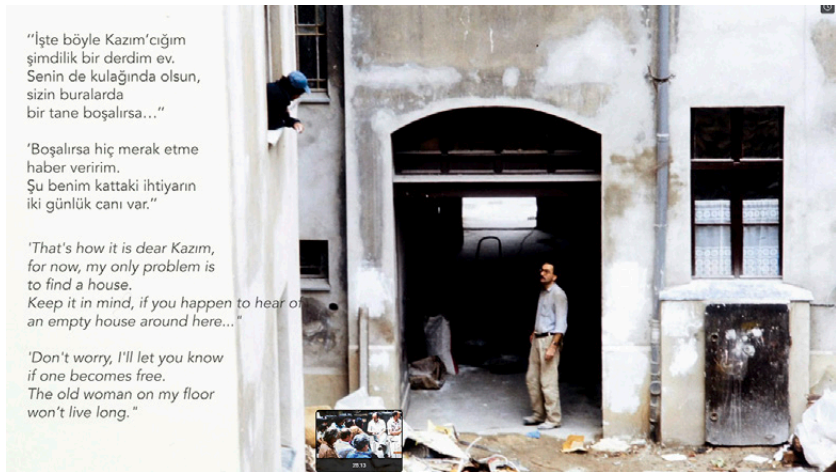 “İşte böyle Kazım’cığım
şimdilik bir derdim ev.
Senin de kulağında olsun,
sizin buralarda
bir tane boşalırsa...”
‘Boşalırsa hiç merak etme
haber veririm.
Şu benim kattaki ihtiyarın
iki günlük canı var.”
'That's how it is dear Kazım,
for now, my only problem is
to find a house.
Keep it in mind, if you happen to hear of
an empty house around here..."
'Don't worry, I'll let you know
if one becomes free.
The old woman on my floor
won’t live long."